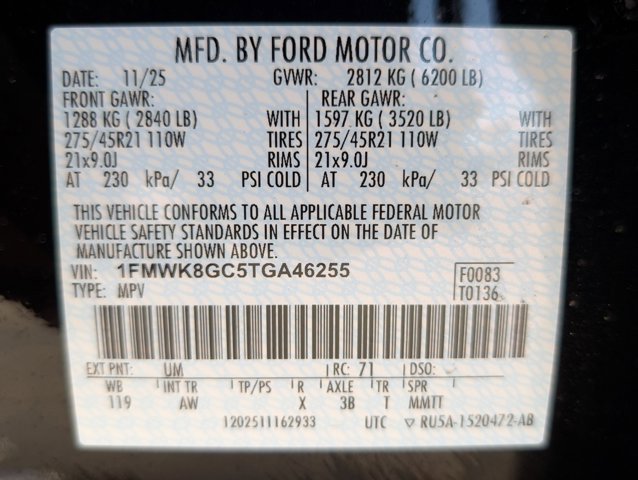 MFD. BY FORD MOTOR CO.
DATE: 11/25 GVWR: 2812 KG (6200 LB)
FRONT GAWR: REAR GAWR:
1288 KG ( 2840 LB) WITH 1597 KG ( 3520 LB) WITH
275/45R21 110W TIRES 275/45R21 110W TIRES
21x9.0J RIMS 21x9.0J RIMS
AT 230 kPa/ 33 PSI COLD AT 230 kPa/ 33 PSI COLD
THIS VEHICLE CONFORMS TO ALL APPLICABLE FEDERAL MOTOR
VEHICLE SAFETY STANDARDS IN EFFECT ON THE DATE OF
MANUFACTURE SHOWN ABOVE.
VIN: 1FMWK8GC5TGA46255 F0083
TYPE: MPV T0136
EXT PNT: UM RC: 71 DSO:
WB INT TR TP/PS R AXLE TR SPR
119 AW X 3B T MMTT
1202511162933 UTC ▽ RU5A-1520472-AB